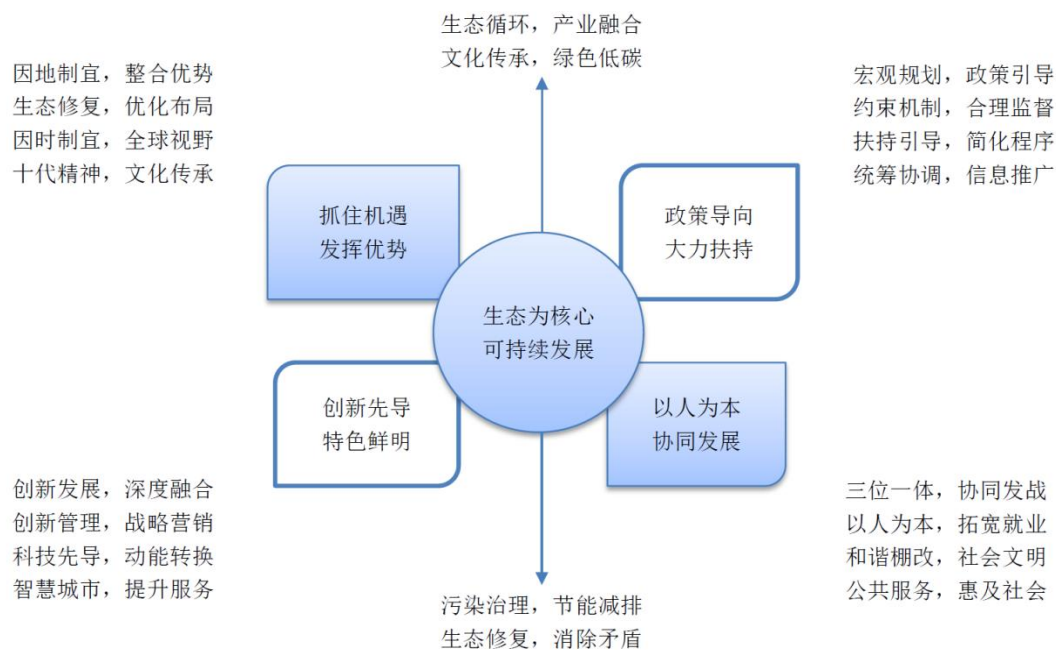 生态循环，产业融合
文化传承，绿色低碳
因地制宜，整合优势
生态修复，优化布局
因时制宜，全球视野
十代精神，文化传承
宏观规划，政策引导
约束机制，合理监督
扶持引导，简化程序
统筹协调，信息推广
抓住机遇
发挥优势
政策导向
大力扶持
生态为核心
可持续发展
创新先导
特色鲜明
以人为本
协同发展
创新发展，深度融合
创新管理，战略营销
科技先导，动能转换
智慧城市，提升服务
三位一体，协同发战
以人为本，拓宽就业
和谐棚改，社会文明
公共服务，惠及社会
污染治理，节能减排
生态修复，消除矛盾